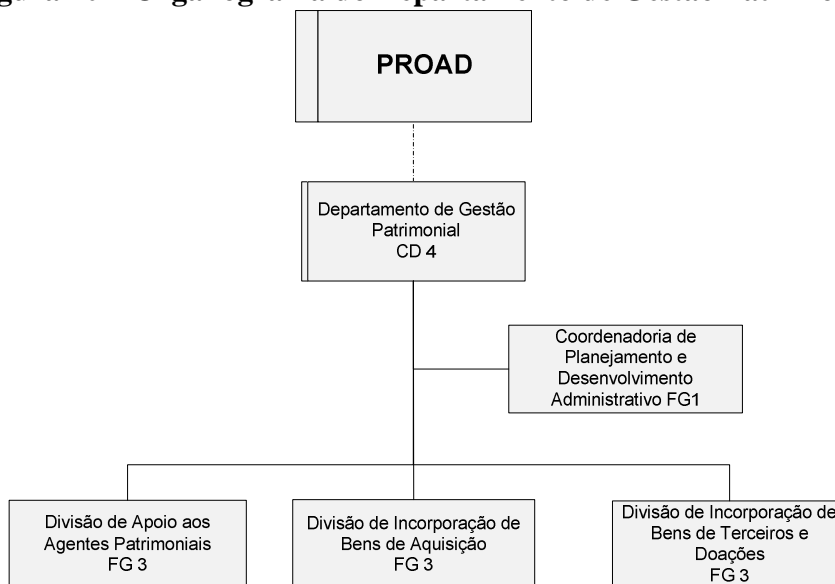 PROAD
Departamento de Gestão
Patrimonial
CD 4
Coordenadoria de
Planejamento e
Desenvolvimento
Administrativo FG1
Divisão de Apoio aos
Agentes Patrimoniais
FG 3
Divisão de Incorporação de
Bens de Aquisição
FG 3
Divisão de Incorporação de
Bens de Terceiros e
Doações
FG 3